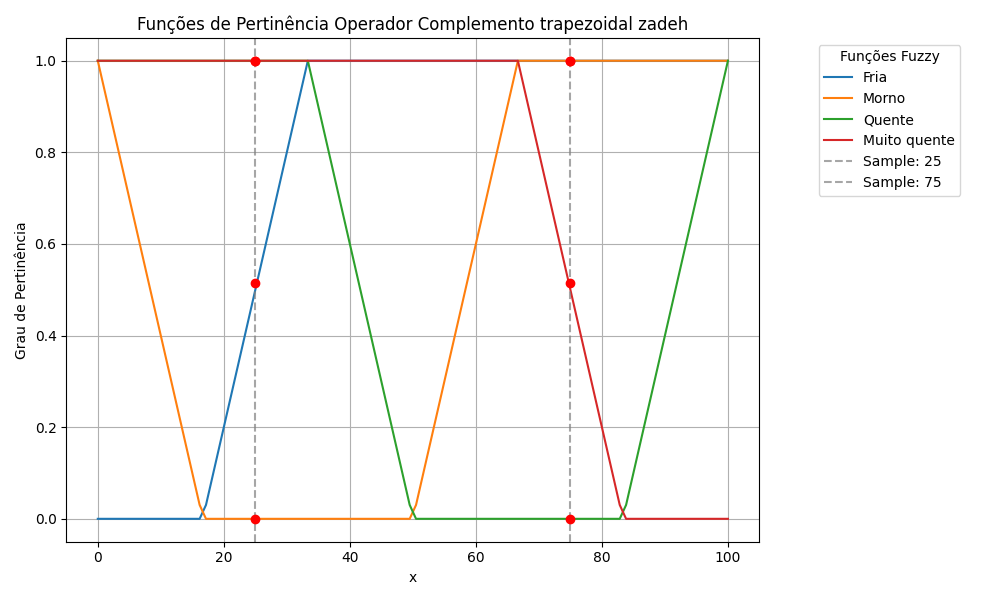 Funções de Pertinência Operador Complemento trapezoidal zadeh
Grau de Pertinência
1.0
0.8
0.6
0.4
0.2
0.0
0
20
40
60
80
100
x
Funções Fuzzy
Fria
Morno
Quente
Muito quente
Sample: 25
Sample: 75